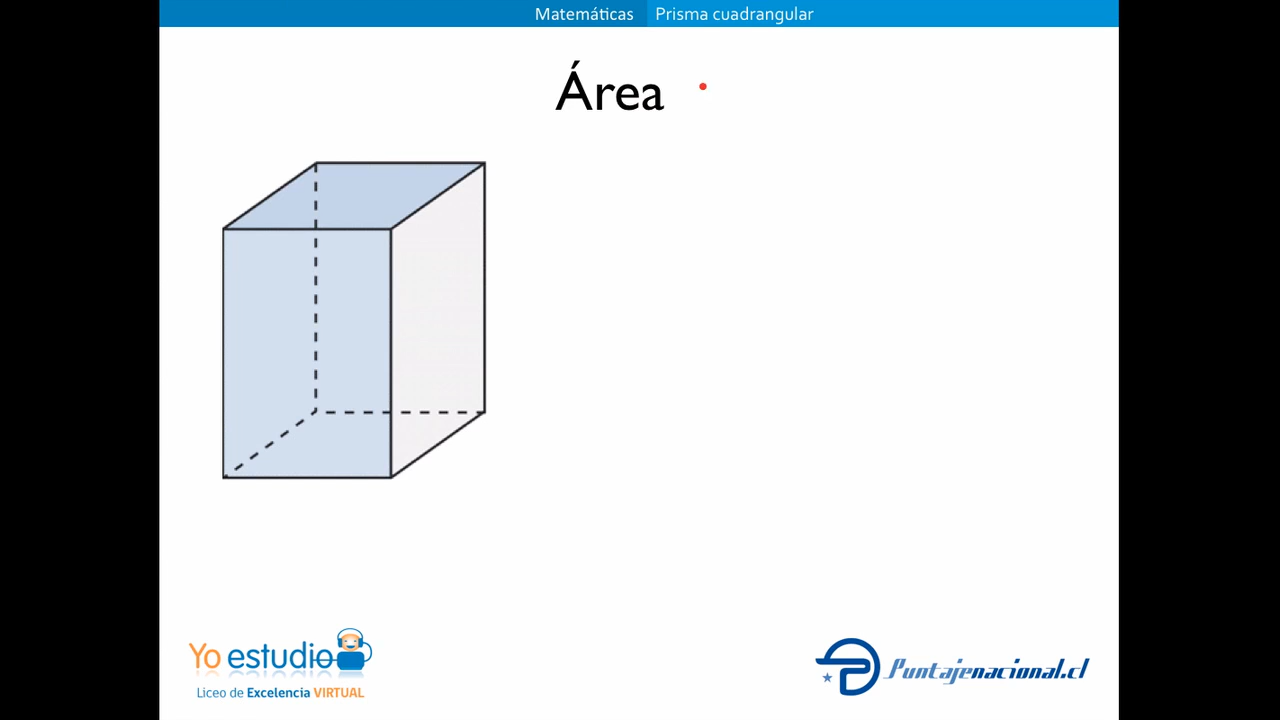 Matemáticas Prisma cuadrangular
Área
Yo estudio
Liceo de Excelencia VIRTUAL
Puntajenacional.cl